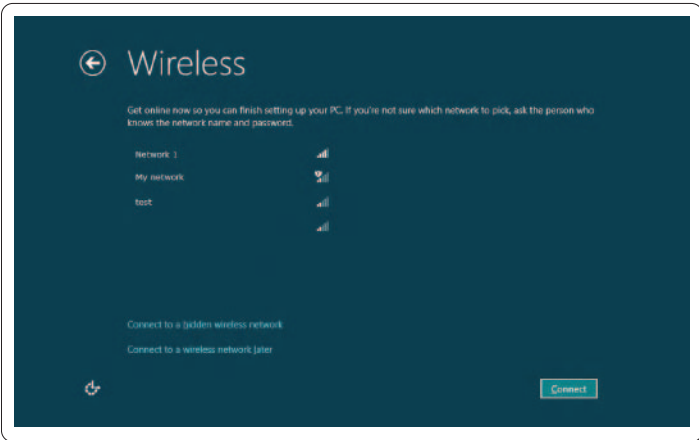 Wireless
Get online now so you can finish setting up your PC. If you're not sure which network to pick, ask the person who
knows the network name and password.
Network 1
My network
test
Connect to a hidden wireless network
Connect to a wireless network later
Connect